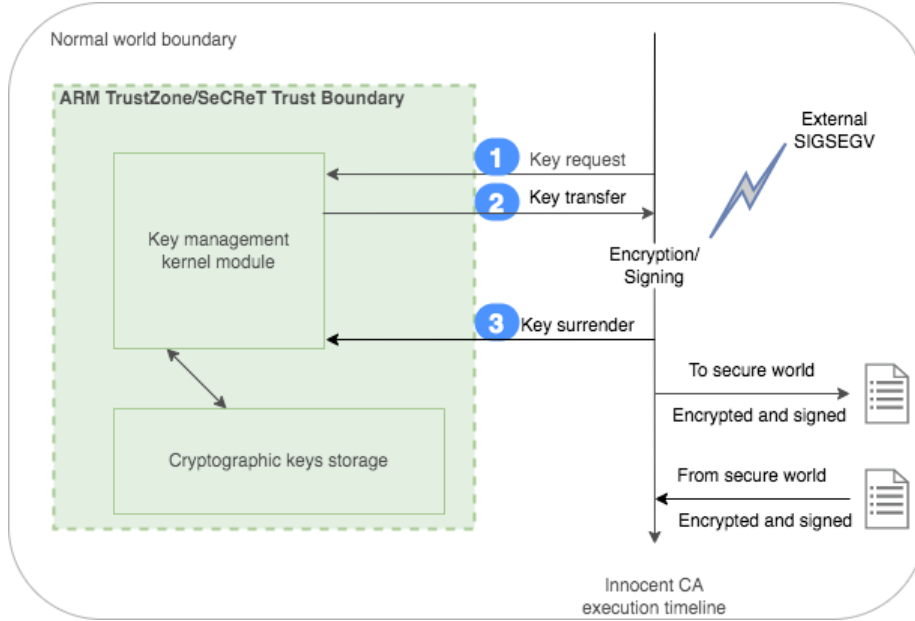 Normal world boundary
ARM TrustZone/SeCReT Trust Boundary
External
SIGSEGV
1
Key request
2
Key transfer
Key management
kernel module
Encryption/
Signing
3
Key surrender
To secure world
Encrypted and signed
Cryptographic keys storage
From secure world
Encrypted and signed
Innocent CA
execution timeline